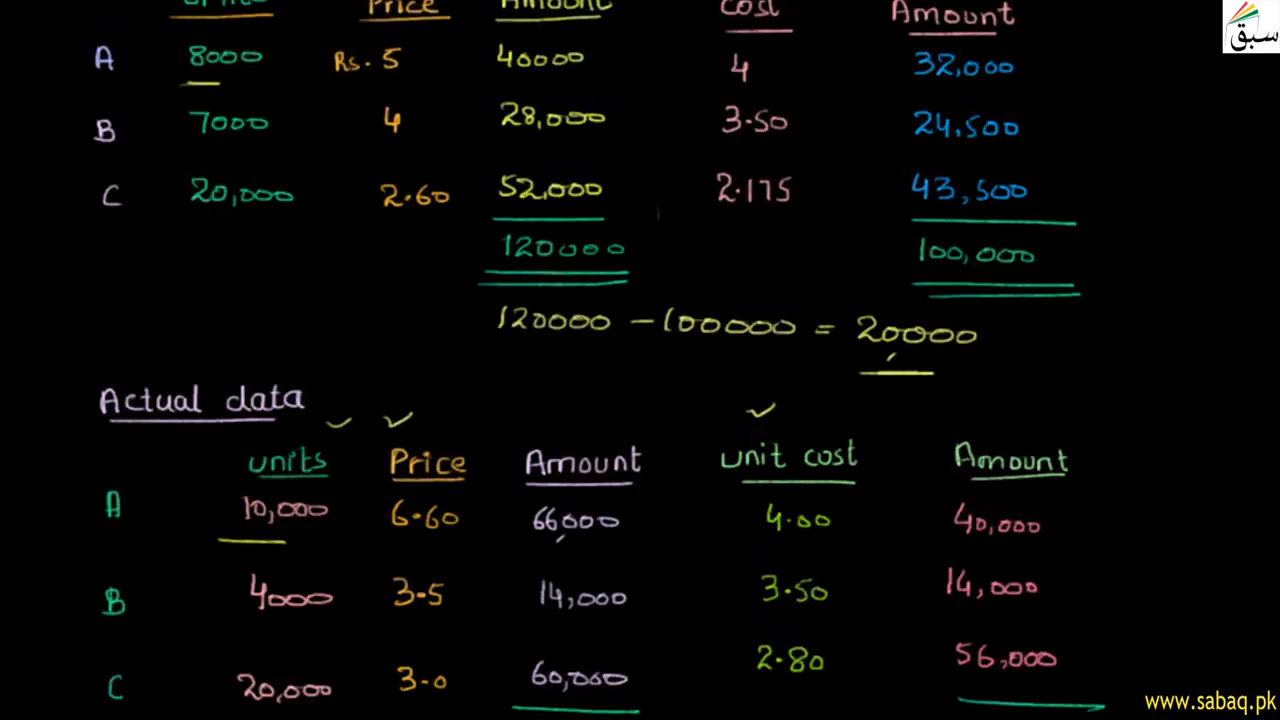 Price Amount Cost Amount
سبق
A 8000 Rs. 5 40000 4 32,000
B 7000 4 28,000 3.50 24,500
C 20,000 2.60 52,000 2.175 43,500
120000 100,000
120000 - 100000 = 20000
Actual data
units Price Amount unit cost Amount
A 10,000 6.60 66000 4.00 40,000
B 4000 3.5 14,000 3.50 14,000
C 20,000 3.0 60,000 2.80 56,000
www.sabaq.pk